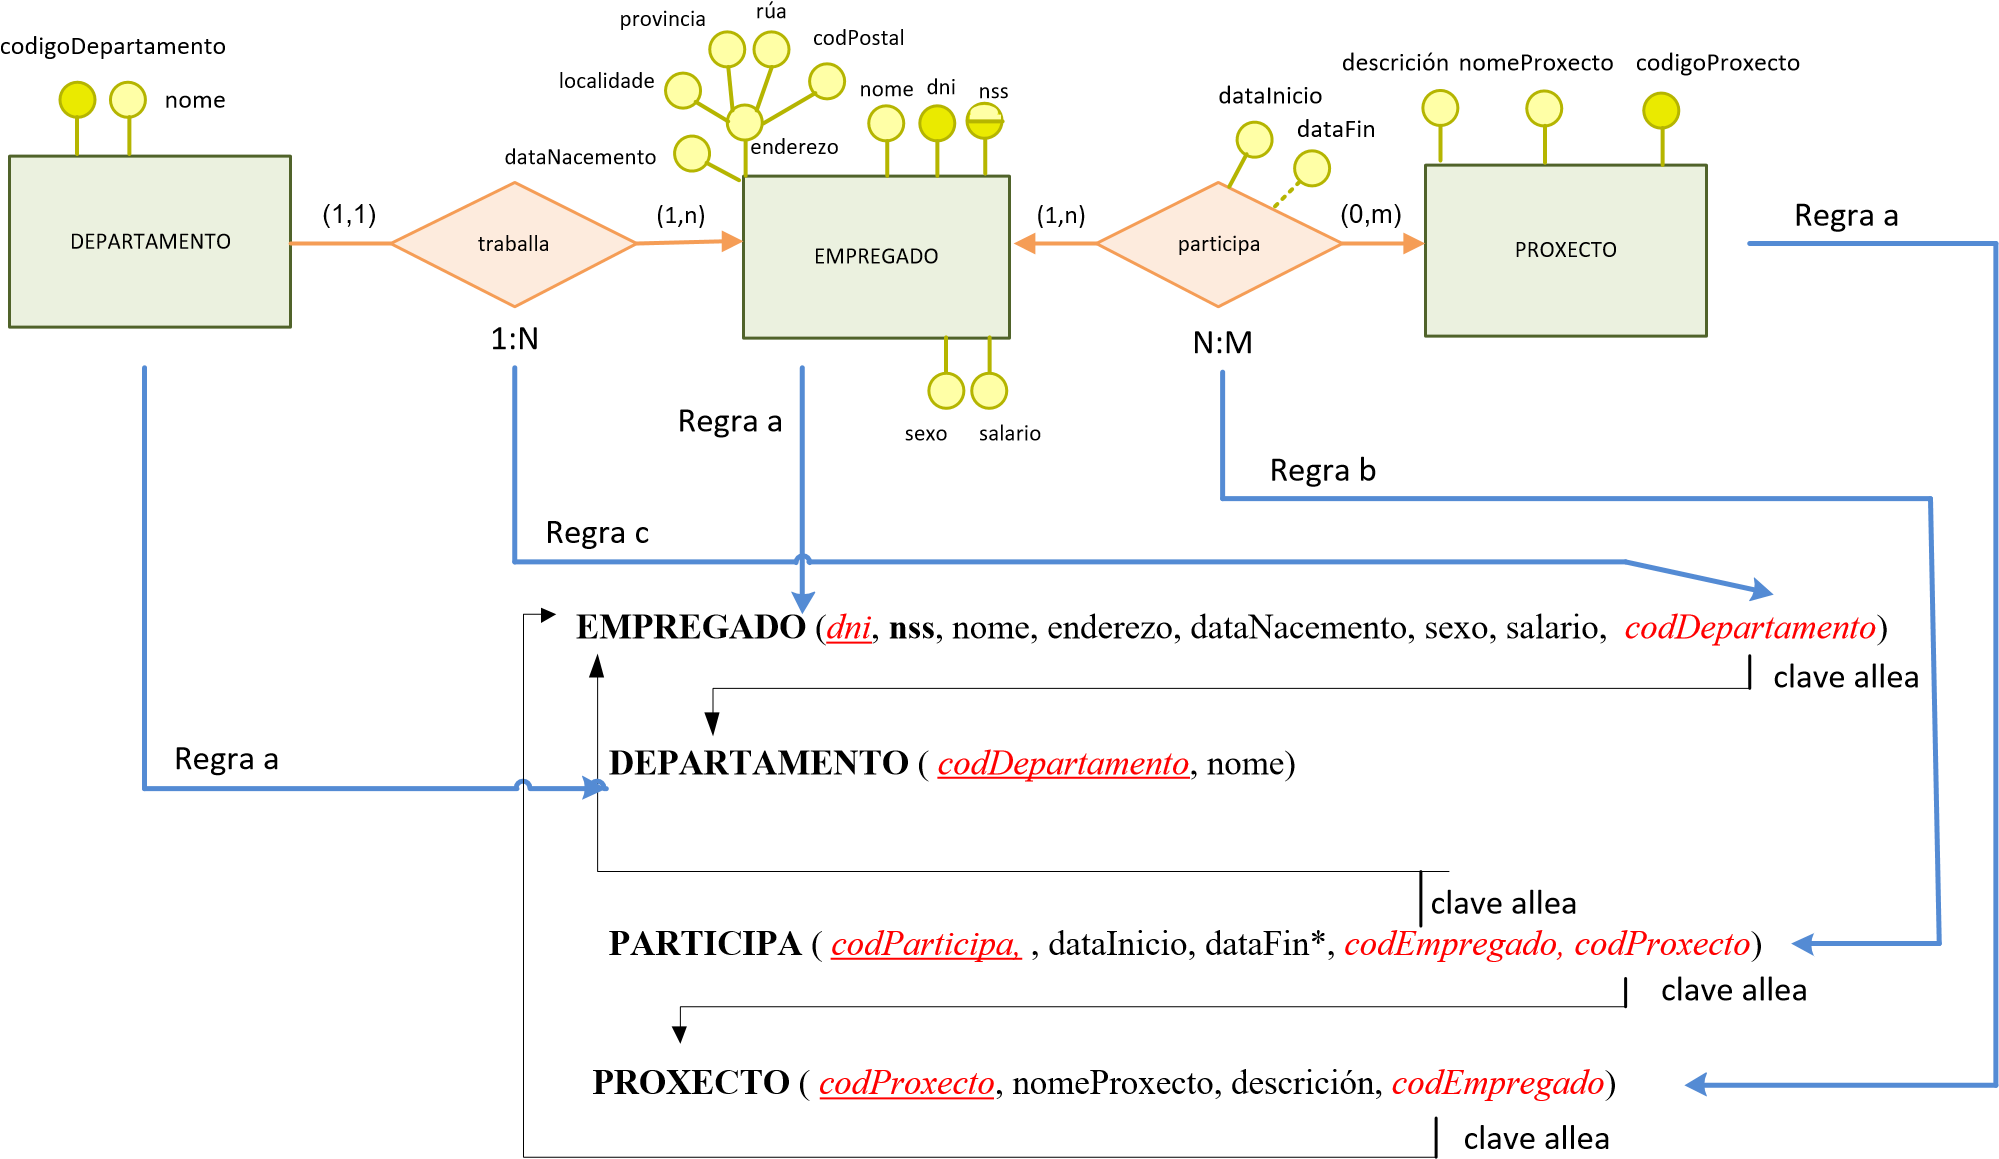 codigoDepartamento
nome
DEPARTAMENTO
(1,1)
traballa
1:N
(1,n)
provincia
rúa
codPostal
localidade
enderezo
dataNacemento
nome
dni
nss
EMPREGADO
sexo
salario
(1,n)
dataInicio
dataFin
participa
N:M
(0,m)
descrición
nomeProxecto
codigoProxecto
PROXECTO
Regra a
Regra a
Regra b
Regra c
EMPREGADO (dni, nss, nome, enderezo, dataNacemento, sexo, salario, codDepartamento)
clave allea
Regra a
DEPARTAMENTO ( codDepartamento, nome)
clave allea
PARTICIPA ( codParticipa, , dataInicio, dataFin*, codEmpregado, codProxecto)
clave allea
PROXECTO ( codProxecto, nomeProxecto, descrición, codEmpregado)
clave allea